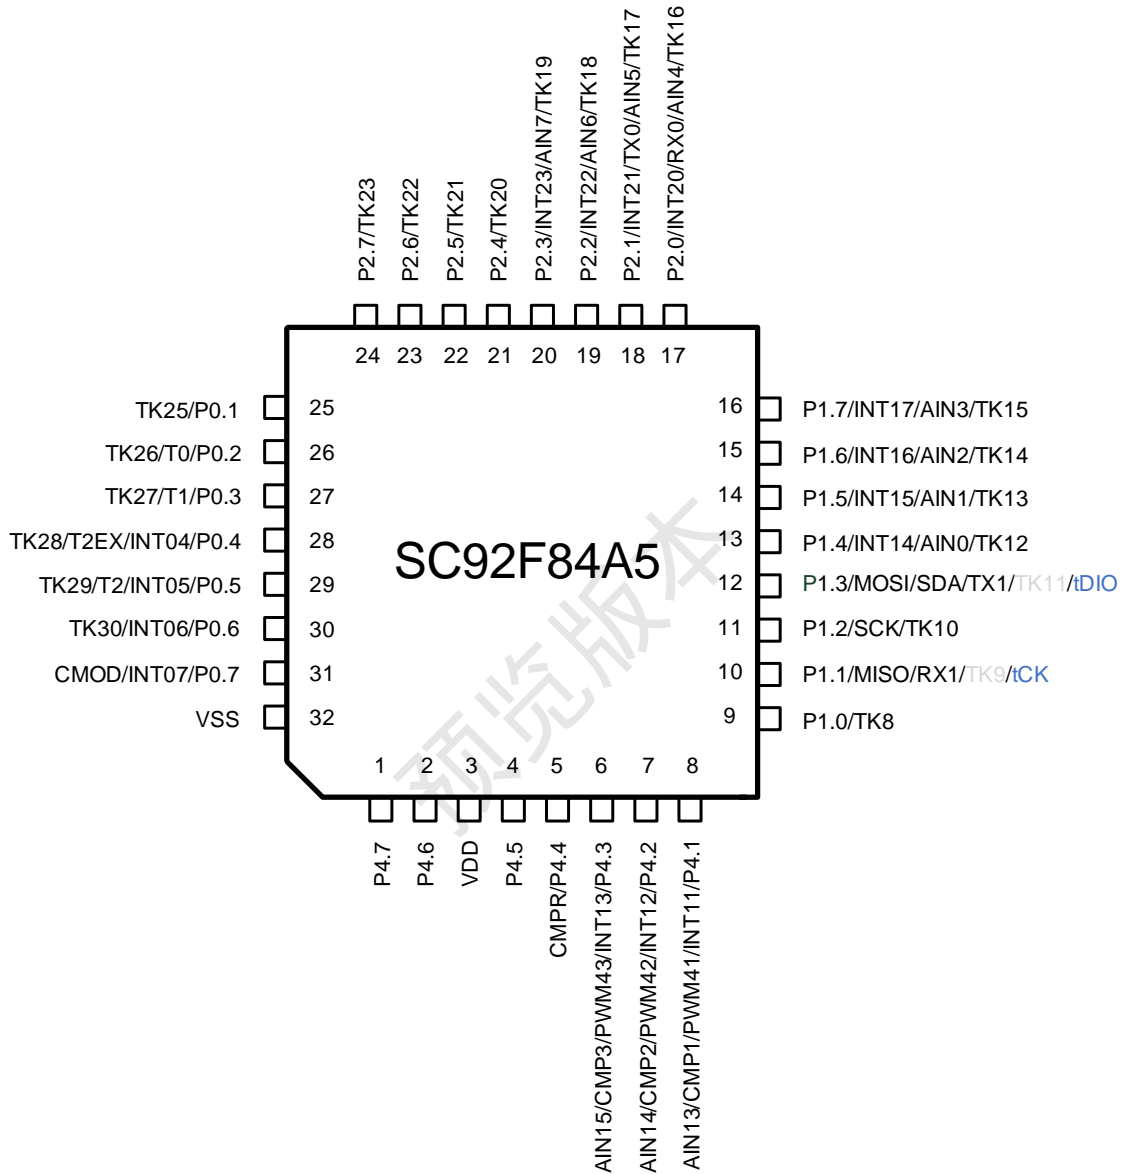 P2.7/TK23
P2.6/TK22
P2.5/TK21
P2.4/TK20
P2.3/INT23/AIN7/TK19
P2.2/INT22/AIN6/TK18
P2.1/INT21/TX0/AIN5/TK17
P2.0/INT20/RX0/AIN4/TK16
24 23 22 21 20 19 18 17
TK25/P0.1 25
TK26/T0/P0.2 26
TK27/T1/P0.3 27
TK28/T2EX/INT04/P0.4 28
TK29/T2/INT05/P0.5 29
TK30/INT06/P0.6 30
CMOD/INT07/P0.7 31
VSS 32
SC92F84A5
预览版本
16 P1.7/INT17/AIN3/TK15
15 P1.6/INT16/AIN2/TK14
14 P1.5/INT15/AIN1/TK13
13 P1.4/INT14/AIN0/TK12
12 P1.3/MOSI/SDA/TX1/TK11/tDIO
11 P1.2/SCK/TK10
10 P1.1/MISO/RX1/TK9/tCK
9 P1.0/TK8
1 2 3 4 5 6 7 8
P4.7
P4.6
VDD
P4.5
CMPR/P4.4
AIN15/CMP3/PWM43/INT13/P4.3
AIN14/CMP2/PWM42/INT12/P4.2
AIN13/CMP1/PWM41/INT11/P4.1